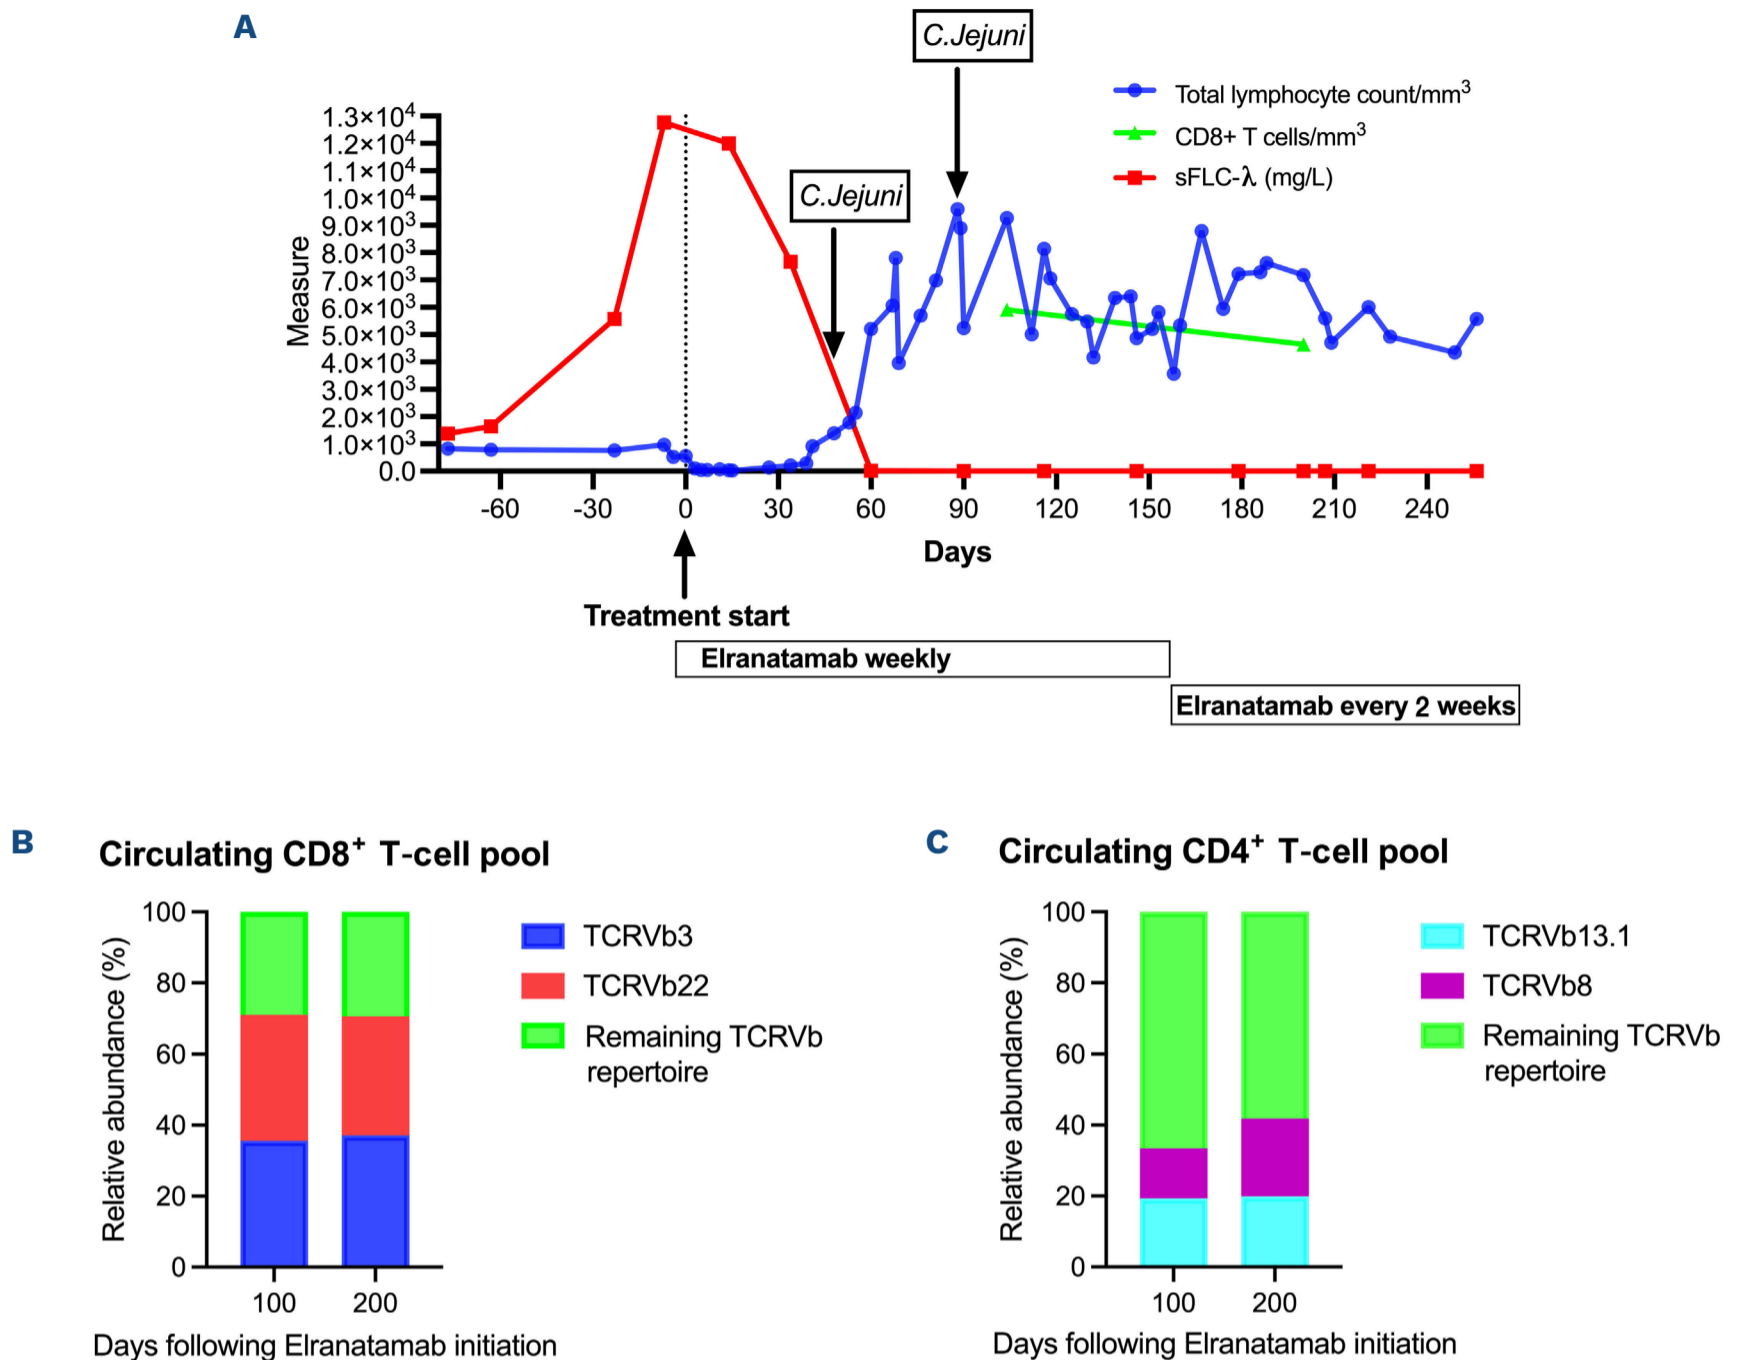 A
C.Jejuni
C.Jejuni
Total lymphocyte count/mm³
CD8+ T cells/mm³
sFLC-λ (mg/L)
Measure
1.3×10⁴
1.2×10⁴
1.1×10⁴
1.0×10⁴
9.0×10³
8.0×10³
7.0×10³
6.0×10³
5.0×10³
4.0×10³
3.0×10³
2.0×10³
1.0×10³
0.0
-60 -30 0 30 60 90 120 150 180 210 240
Days
Treatment start
Elranatamab weekly
Elranatamab every 2 weeks
B
Circulating CD8⁺ T-cell pool
Relative abundance (%)
100
80
60
40
20
0
100 200
Days following Elranatamab initiation
TCRVb3
TCRVb22
Remaining TCRVb
repertoire
C
Circulating CD4⁺ T-cell pool
Relative abundance (%)
100
80
60
40
20
0
100 200
Days following Elranatamab initiation
TCRVb13.1
TCRVb8
Remaining TCRVb
repertoire